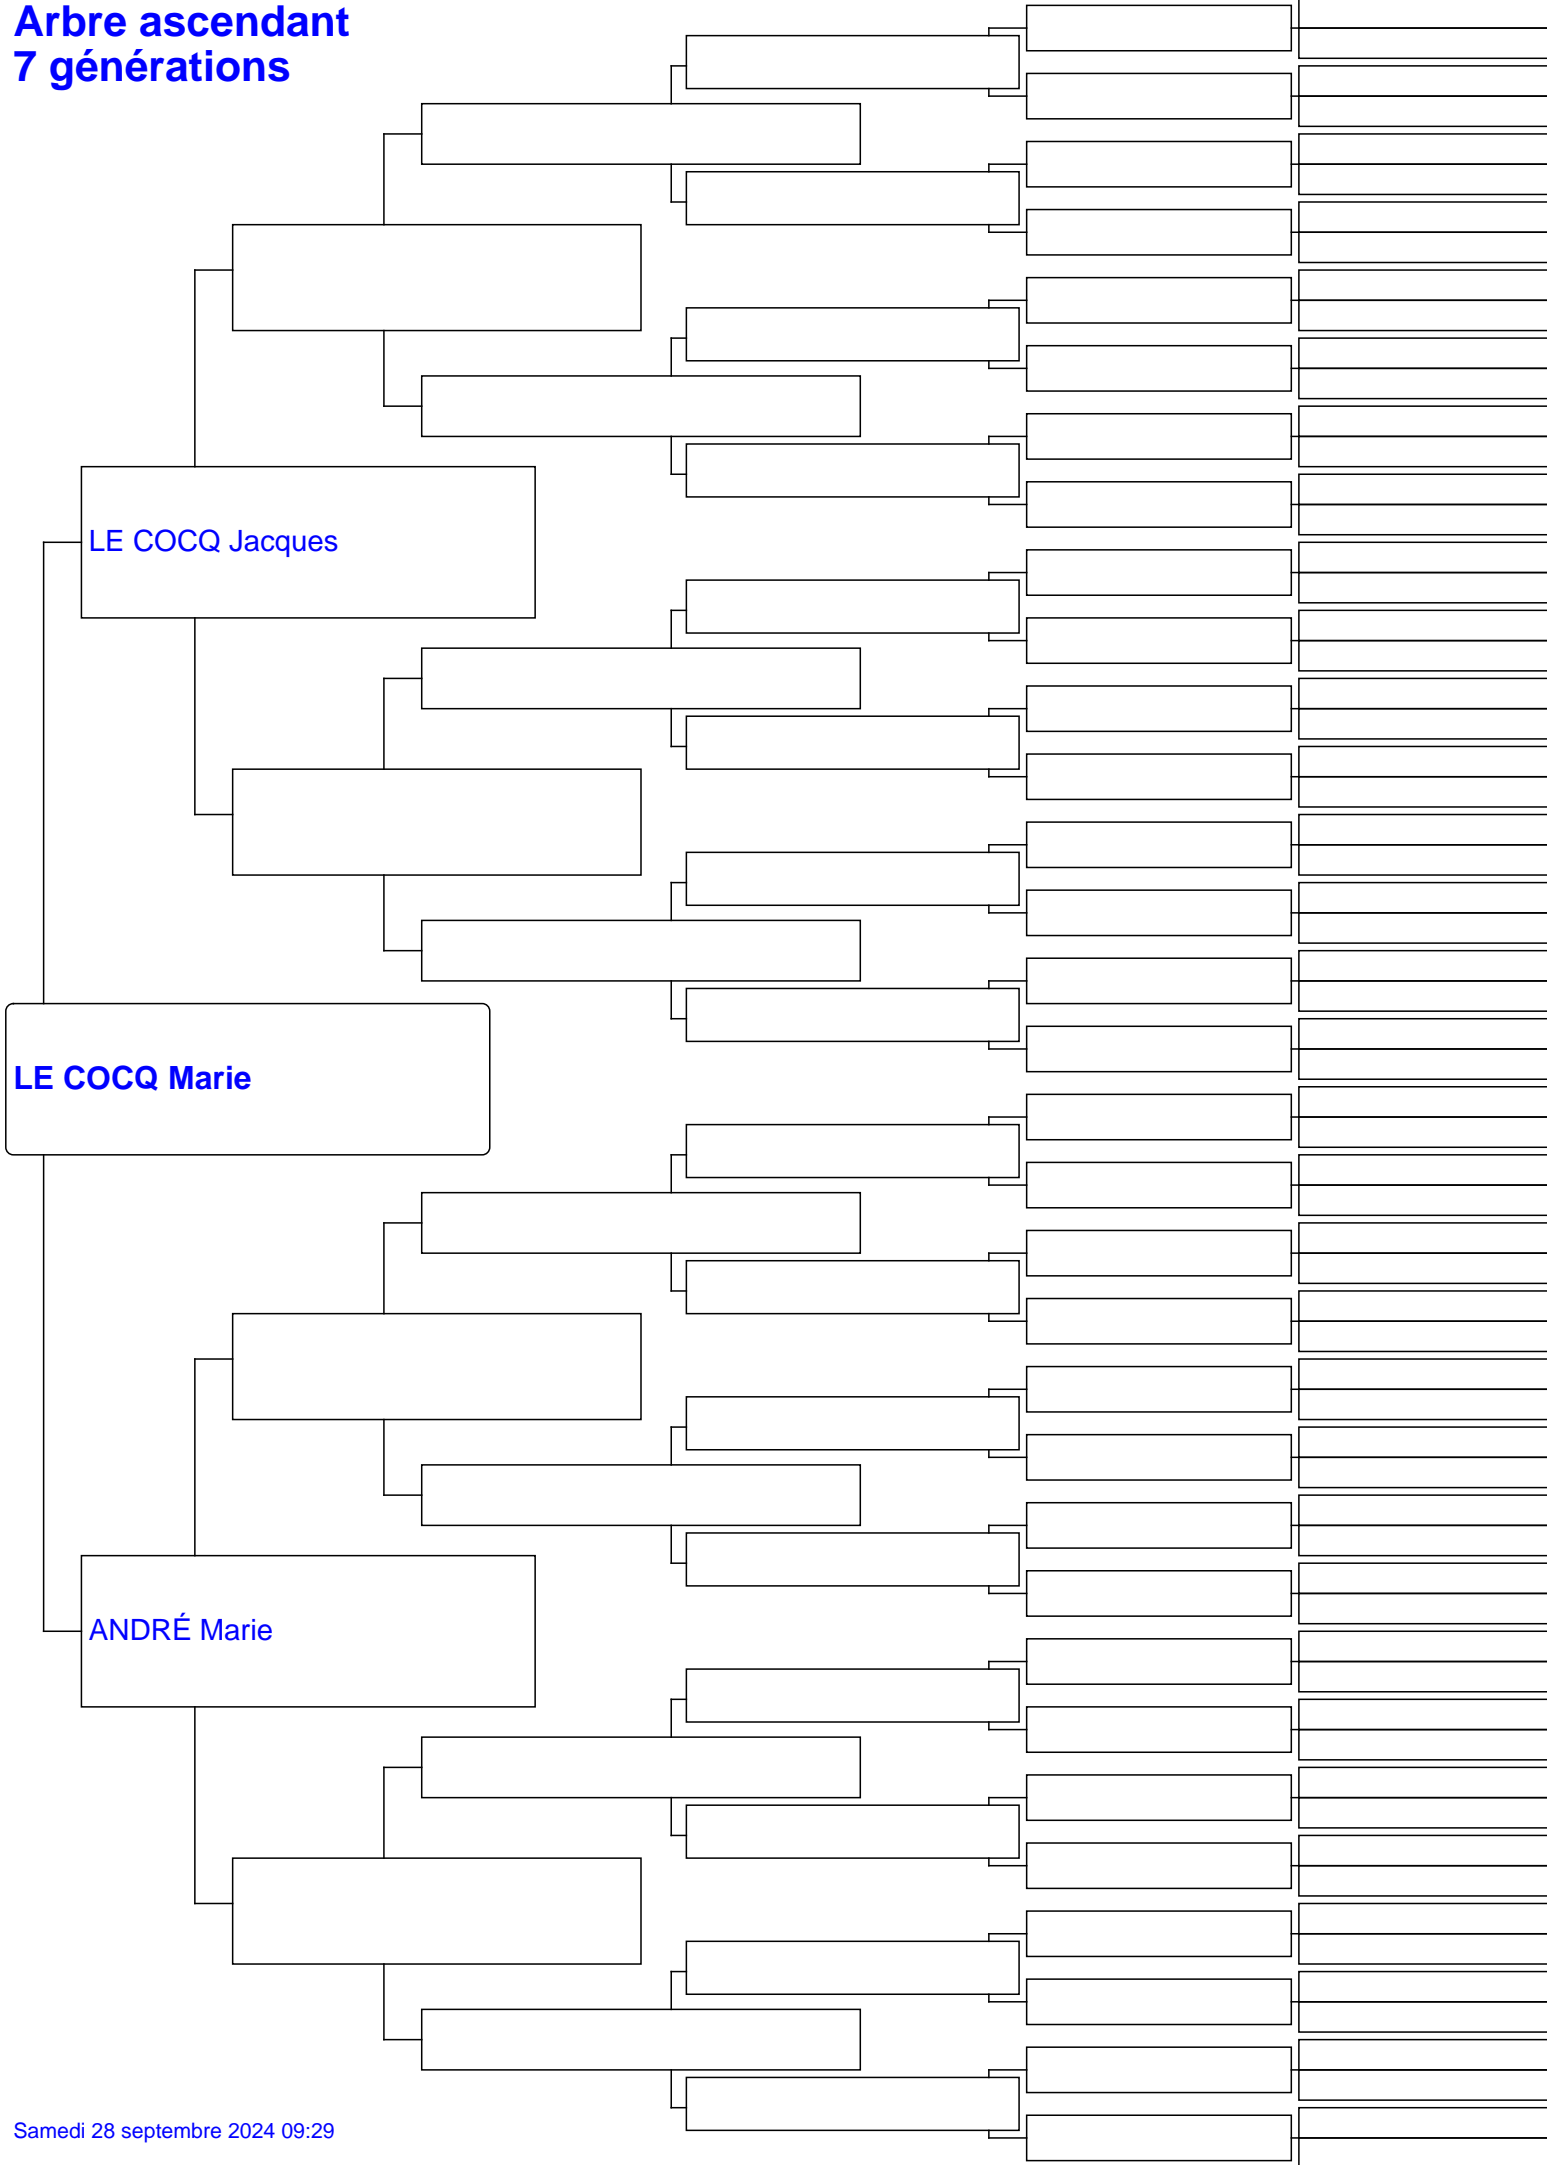 Arbre ascendant
7 générations
LE COCQ Jacques
LE COCQ Marie
ANDRÉ Marie
Samedi 28 septembre 2024 09:29